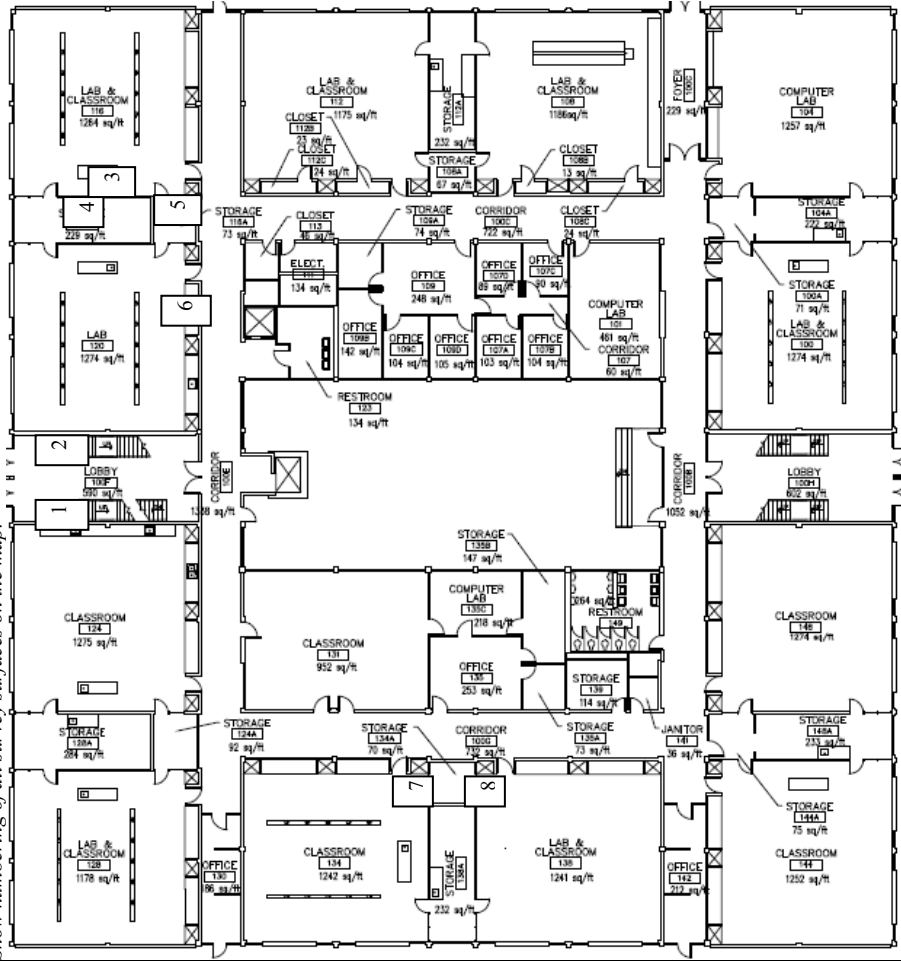 LAB &
CLASSROOM
116
1264 sq/ft
LAB &
CLASSROOM
112
1175 sq/ft
CLOSET
112B
23 sq/ft
CLOSET
112C
24 sq/ft
STORAGE
112A
232 sq/ft
STORAGE
108A
67 sq/ft
LAB &
CLASSROOM
108
1186sq/ft
CLOSET
108B
13 sq/ft
FOYER
100C
229 sq/ft
COMPUTER
LAB
104
1257 sq/ft
3
4
5
229 sq/ft
STORAGE
116A
73 sq/ft
CLOSET
113
46 sq/ft
STORAGE
109A
74 sq/ft
CORRIDOR
100C
722 sq/ft
CLOSET
108C
24 sq/ft
STORAGE
104A
222 sq/ft
STORAGE
100A
71 sq/ft
6
LAB
120
1274 sq/ft
ELECT.
134 sq/ft
OFFICE
109
248 sq/ft
OFFICE
107D
89 sq/ft
OFFICE
107C
90 sq/ft
COMPUTER
LAB
101
461 sq/ft
OFFICE
109B
142 sq/ft
OFFICE
109C
104 sq/ft
OFFICE
109D
105 sq/ft
OFFICE
107A
103 sq/ft
OFFICE
107B
104 sq/ft
CORRIDOR
107
60 sq/ft
LAB &
CLASSROOM
100
1274 sq/ft
RESTROOM
123
134 sq/ft
2
LOBBY
100F
590 sq/ft
1
CORRIDOR
100E
1338 sq/ft
CORRIDOR
100B
1052 sq/ft
LOBBY
100H
602 sq/ft
STORAGE
135B
147 sq/ft
CLASSROOM
124
1275 sq/ft
CLASSROOM
131
952 sq/ft
COMPUTER
LAB
135C
218 sq/ft
OFFICE
135
253 sq/ft
264 sq/ft
RESTROOM
149
STORAGE
139
114 sq/ft
CLASSROOM
148
1274 sq/ft
STORAGE
128A
284 sq/ft
STORAGE
124A
92 sq/ft
STORAGE
134A
70 sq/ft
CORRIDOR
100G
732 sq/ft
STORAGE
135A
73 sq/ft
JANITOR
141
36 sq/ft
STORAGE
148A
233 sq/ft
STORAGE
144A
75 sq/ft
7
8
LAB &
CLASSROOM
128
1178 sq/ft
OFFICE
130
186 sq/ft
CLASSROOM
134
1242 sq/ft
STORAGE
138A
232 sq/ft
LAB &
CLASSROOM
138
1241 sq/ft
OFFICE
142
212 sq/ft
CLASSROOM
144
1252 sq/ft
numbering of all survey surfaces on the map.